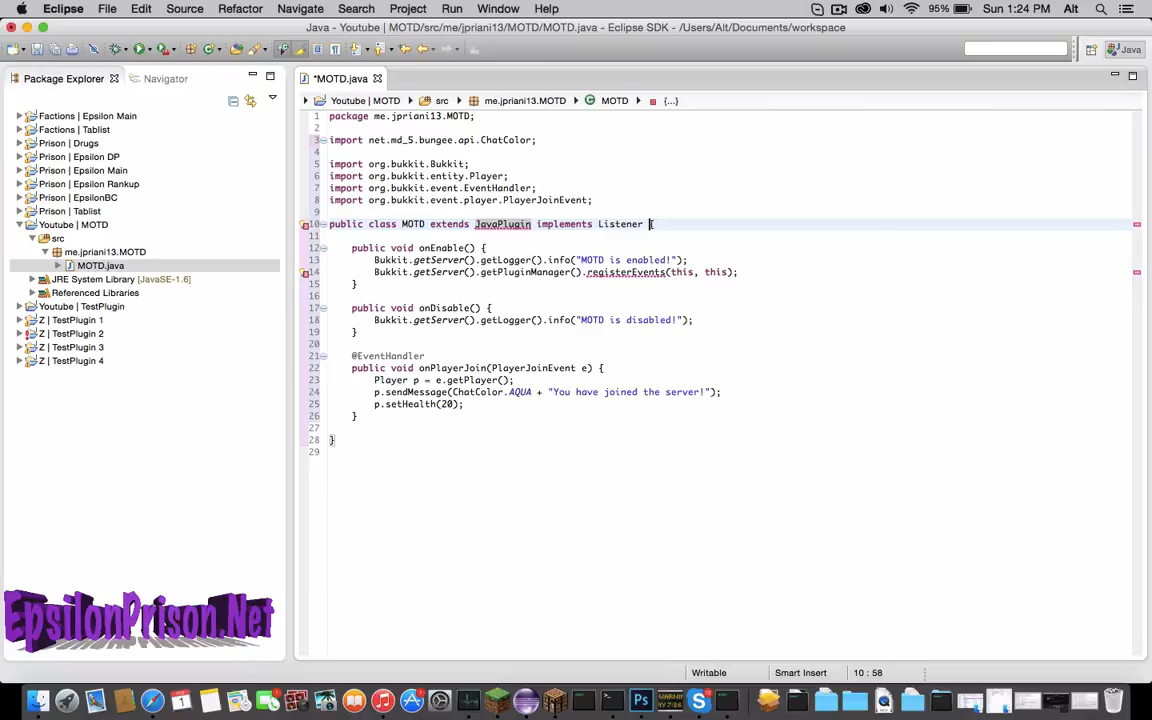 Eclipse File Edit Source Refactor Navigate Search Project Run Window Help 95% Sun 1:24 PM Alt
Java - Youtube | MOTD/src/me/jpriani13/MOTD/MOTD.java - Eclipse SDK - /Users/Alt/Documents/workspace
Java
Package Explorer Navigator
Factions | Epsilon Main
Factions | Tablist
Prison | Drugs
Prison | Epsilon DP
Prison | Epsilon Main
Prison | Epsilon Rankup
Prison | EpsilonBC
Prison | Tablist
Youtube | MOTD
src
me.jpriani13.MOTD
MOTD.java
JRE System Library [JavaSE-1.6]
Referenced Libraries
Youtube | TestPlugin
Z | TestPlugin 1
Z | TestPlugin 2
Z | TestPlugin 3
Z | TestPlugin 4
EpsilonPrison.Net
*MOTD.java
Youtube | MOTD src me.jpriani13.MOTD MOTD {...}
1 package me.jpriani13.MOTD;
2
3 import net.md_5.bungee.api.ChatColor;
4
5 import org.bukkit.Bukkit;
6 import org.bukkit.entity.Player;
7 import org.bukkit.event.EventHandler;
8 import org.bukkit.event.player.PlayerJoinEvent;
9
10 public class MOTD extends JavaPlugin implements Listener {
11
12 public void onEnable() {
13 Bukkit.getServer().getLogger().info("MOTD is enabled!");
14 Bukkit.getServer().getPluginManager().registerEvents(this, this);
15 }
16
17 public void onDisable() {
18 Bukkit.getServer().getLogger().info("MOTD is disabled!");
19 }
20
21 @EventHandler
22 public void onPlayerJoin(PlayerJoinEvent e) {
23 Player p = e.getPlayer();
24 p.sendMessage(ChatColor.AQUA + "You have joined the server!");
25 p.setHealth(20);
26 }
27
28 }
29
Writable Smart Insert 10 : 58